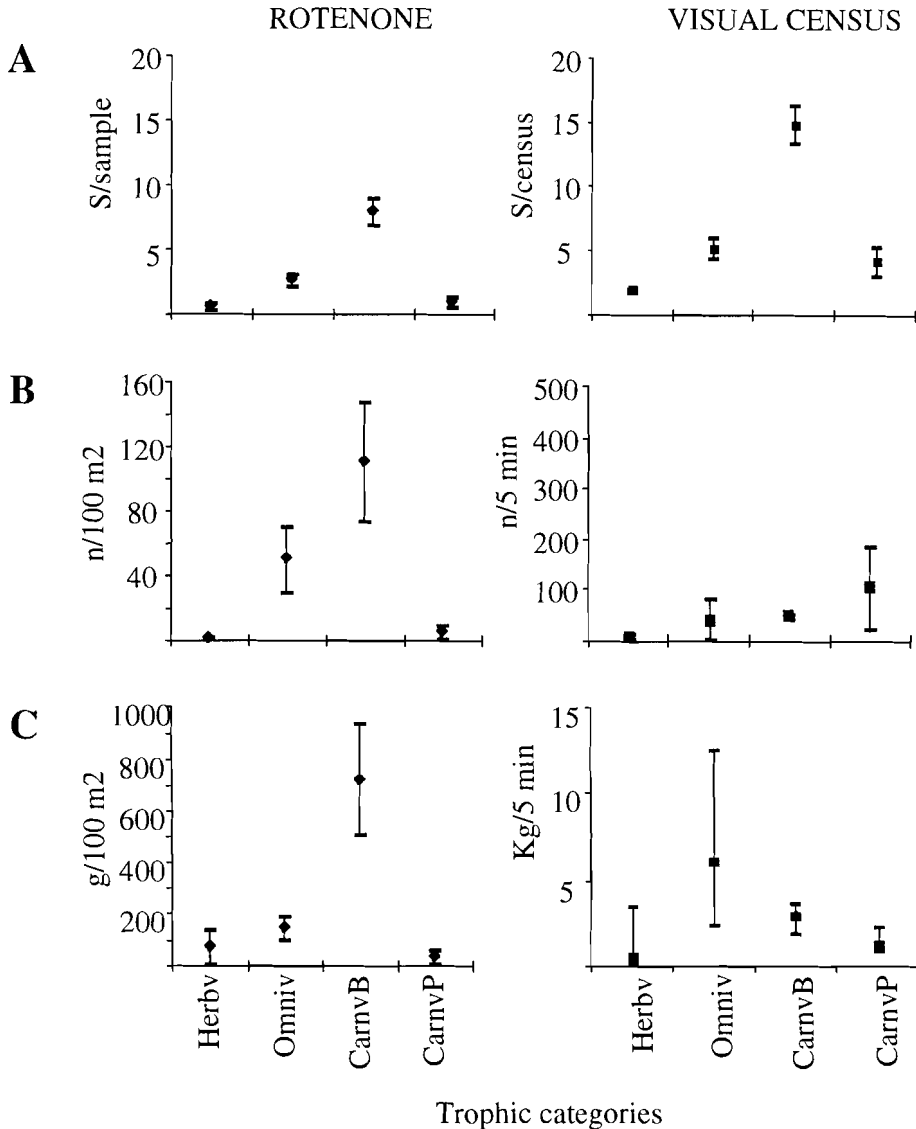 ROTENONE
VISUAL CENSUS
A
S/sample
20
15
10
5
S/census
20
15
10
5
B
n/100 m2
160
120
80
40
n/5 min
500
400
300
200
100
C
g/100 m2
1000
800
600
400
200
Herbv
Omniv
CarnvB
CarnvP
Kg/5 min
15
10
5
Herbv
Omniv
CarnvB
CarnvP
Trophic categories